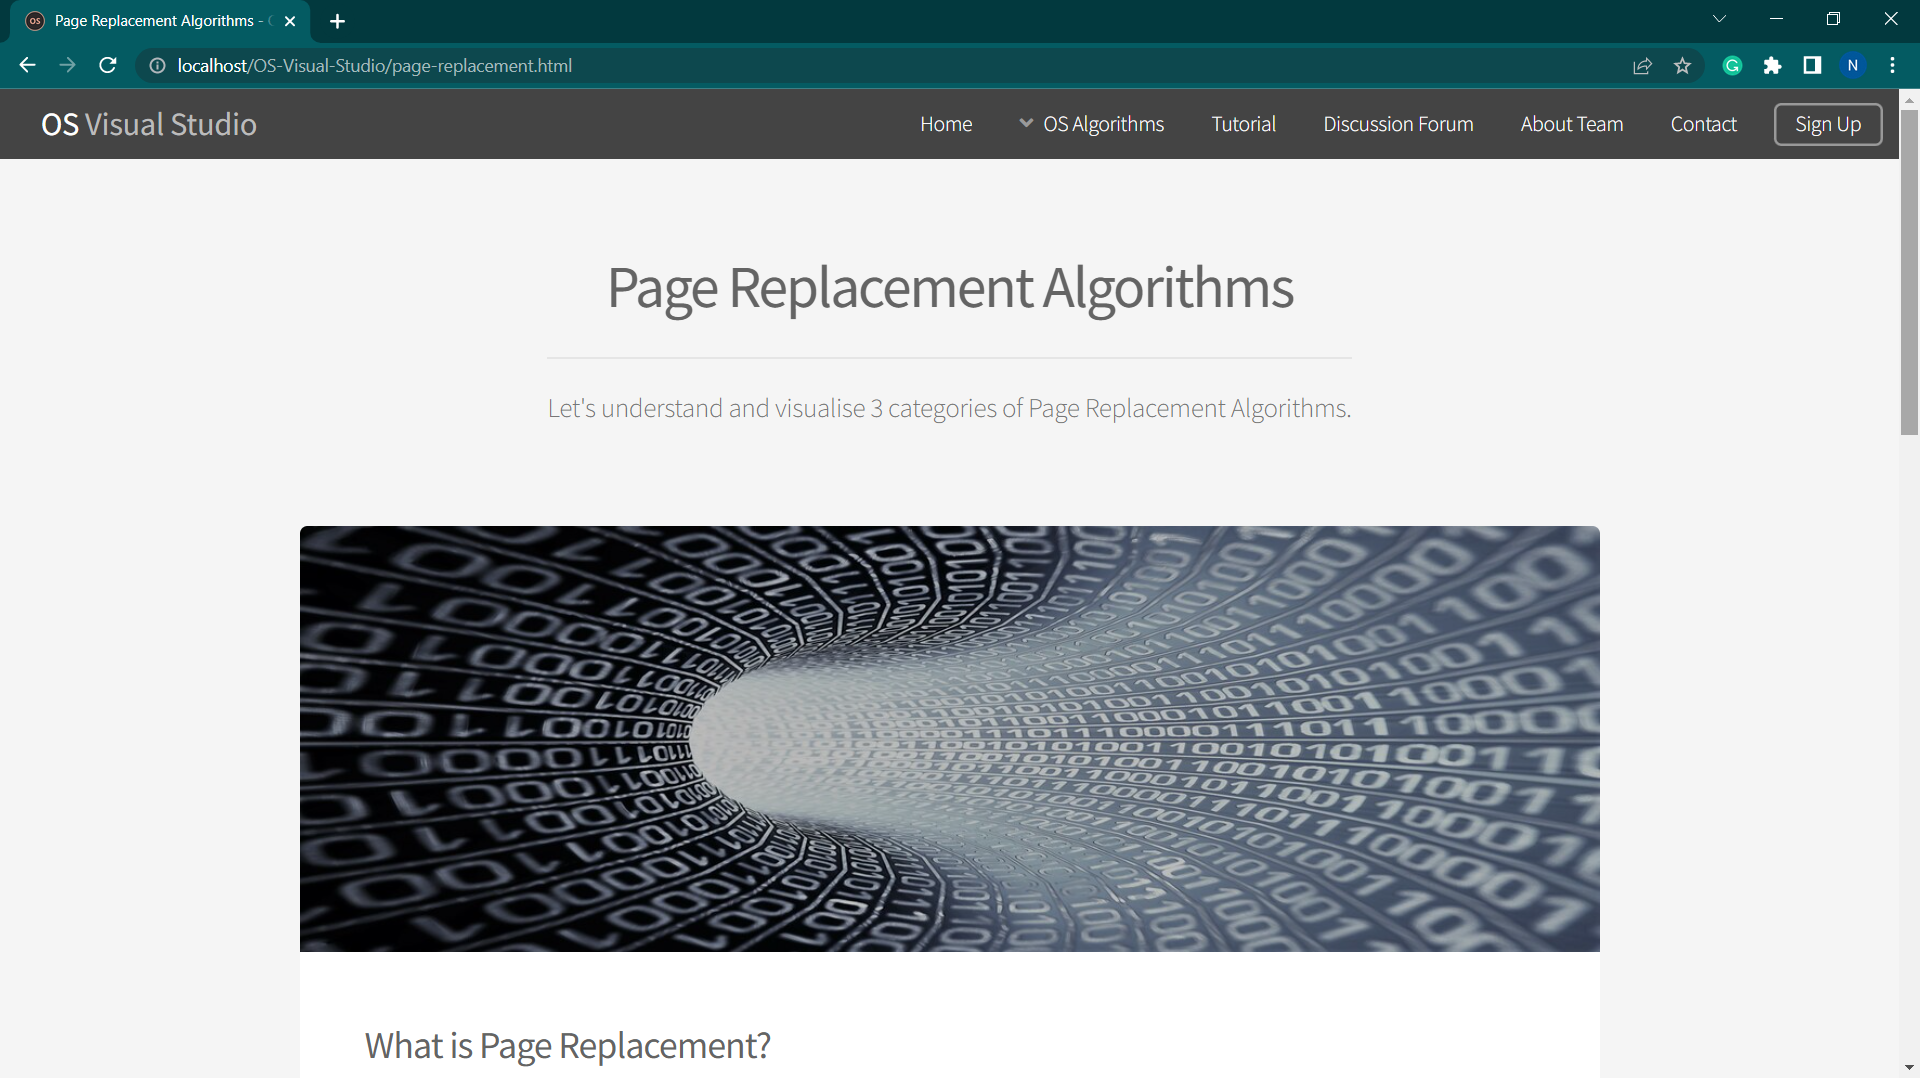 Page Replacement Algorithms -
localhost/OS-Visual-Studio/page-replacement.html
N
OS Visual Studio
Home
OS Algorithms
Tutorial
Discussion Forum
About Team
Contact
Sign Up
Page Replacement Algorithms
Let's understand and visualise 3 categories of Page Replacement Algorithms.
What is Page Replacement?